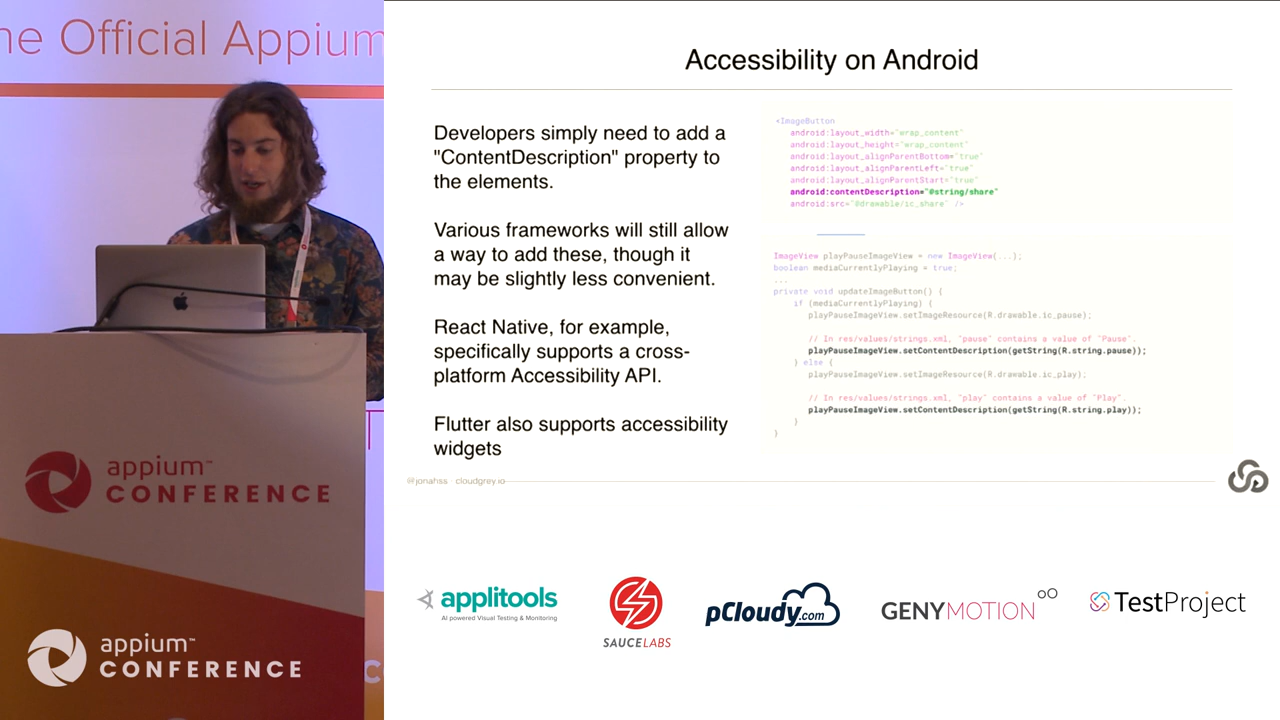 he Official Appium
appium™
CONFERENCE
appium™
CONFERENCE
Accessibility on Android
Developers simply need to add a
"ContentDescription" property to
the elements.
Various frameworks will still allow
a way to add these, though it
may be slightly less convenient.
React Native, for example,
specifically supports a cross-
platform Accessibility API.
Flutter also supports accessibility
widgets
<ImageButton
android:layout_width="wrap_content"
android:layout_height="wrap_content"
android:layout_alignParentBottom="true"
android:layout_alignParentLeft="true"
android:layout_alignParentStart="true"
android:contentDescription="@string/share"
android:src="@drawable/ic_share" />
ImageView playPauseImageView = new ImageView(...);
boolean mediaCurrentlyPlaying = true;
...
private void updateImageButton() {
if (mediaCurrentlyPlaying) {
playPauseImageView.setImageResource(R.drawable.ic_pause);
// In res/values/strings.xml, "pause" contains a value of "Pause".
playPauseImageView.setContentDescription(getString(R.string.pause));
} else {
playPauseImageView.setImageResource(R.drawable.ic_play);
// In res/values/strings.xml, "play" contains a value of "Play".
playPauseImageView.setContentDescription(getString(R.string.play));
}
}
@jonahss · cloudgrey.io
applitools
AI powered Visual Testing & Monitoring
SAUCELABS
pCloudy.com
GENYMOTION
TestProject